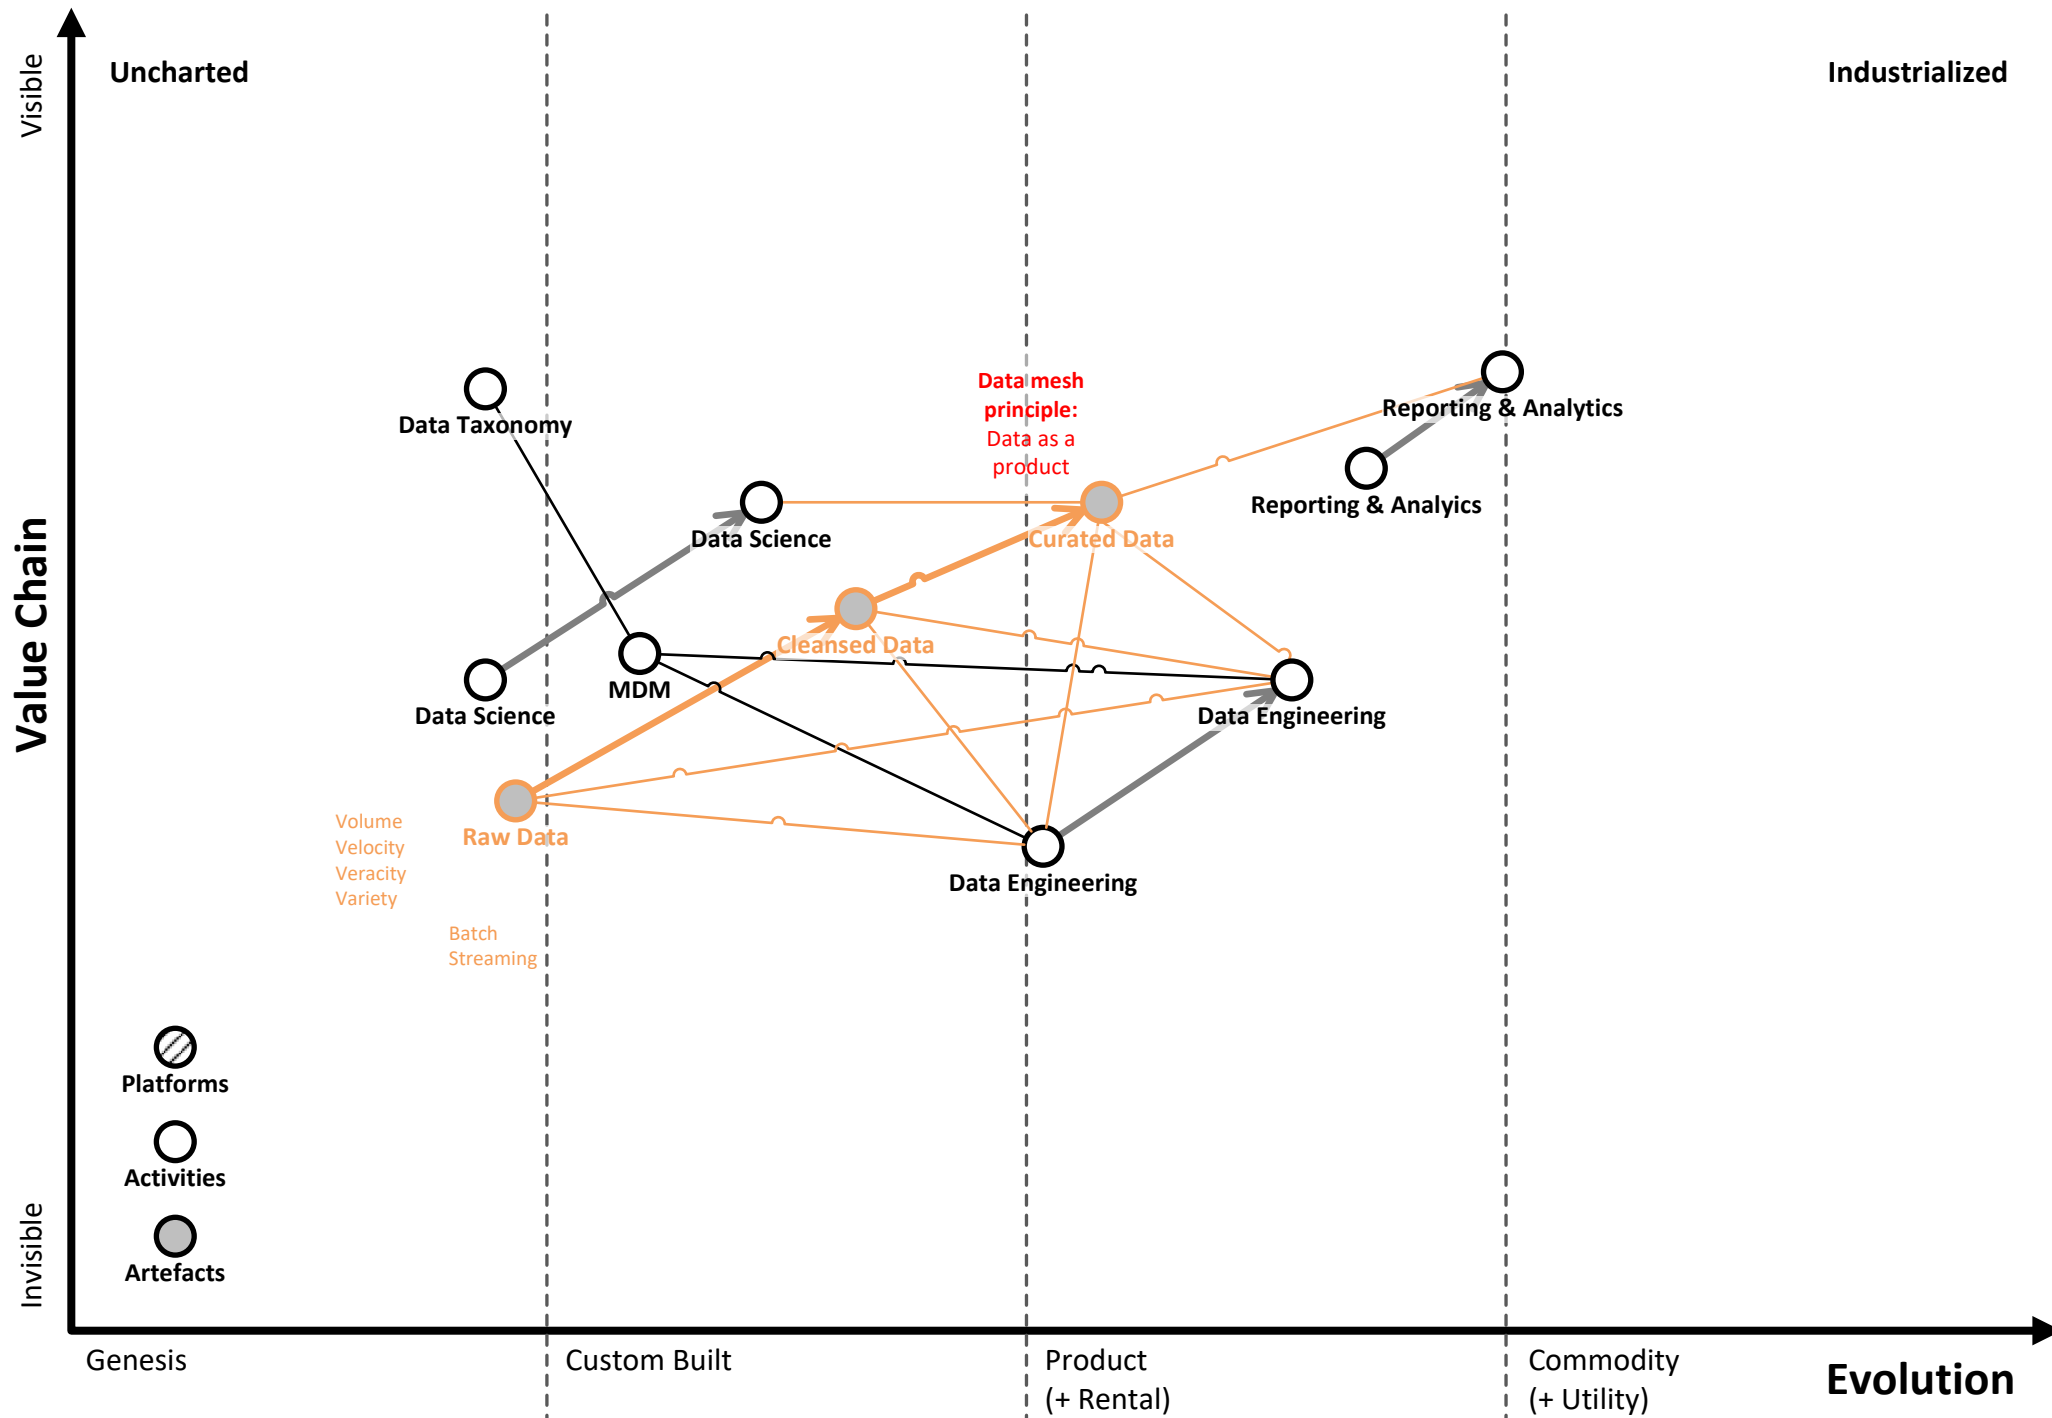 Visible
Uncharted
Industrialized
Data Taxonomy
Data mesh
principle:
Data as a
product
Reporting & Analytics
Reporting & Analyics
Data Science
Curated Data
Value Chain
Cleansed Data
MDM
Data Science
Data Engineering
Raw Data
Volume
Velocity
Veracity
Variety
Data Engineering
Batch
Streaming
Platforms
Activities
Artefacts
Invisible
Genesis
Custom Built
Product
(+ Rental)
Commodity
(+ Utility)
Evolution